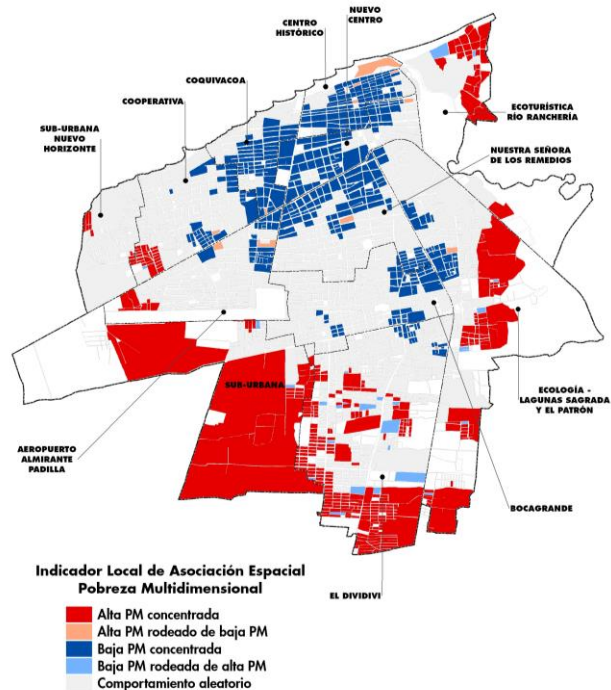 CENTRO
HISTÓRICO
NUEVO
CENTRO
COQUIVACOA
COOPERATIVA
SUB-URBANA
NUEVO
HORIZONTE
ECOTURÍSTICA
RÍO RANCHERÍA
NUESTRA SEÑORA
DE LOS REMEDIOS
SUB-URBANA
ECOLOGÍA -
LAGUNAS SAGRADA
Y EL PATRÓN
AEROPUERTO
ALMIRANTE
PADILLA
BOCAGRANDE
EL DIVIDIVI
Indicador Local de Asociación Espacial
Pobreza Multidimensional
Alta PM concentrada
Alta PM rodeado de baja PM
Baja PM concentrada
Baja PM rodeada de alta PM
Comportamiento aleatorio